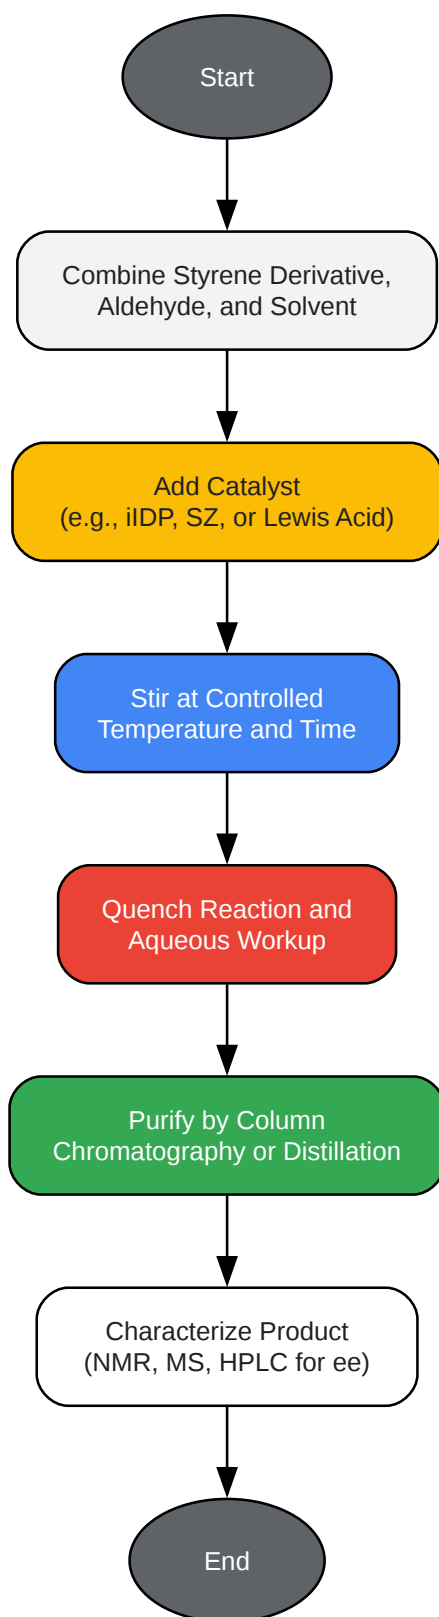 Start
Combine Styrene Derivative,
Aldehyde, and Solvent
Add Catalyst
(e.g., iIDP, SZ, or Lewis Acid)
Stir at Controlled
Temperature and Time
Quench Reaction and
Aqueous Workup
Purify by Column
Chromatography or Distillation
Characterize Product
(NMR, MS, HPLC for ee)
End